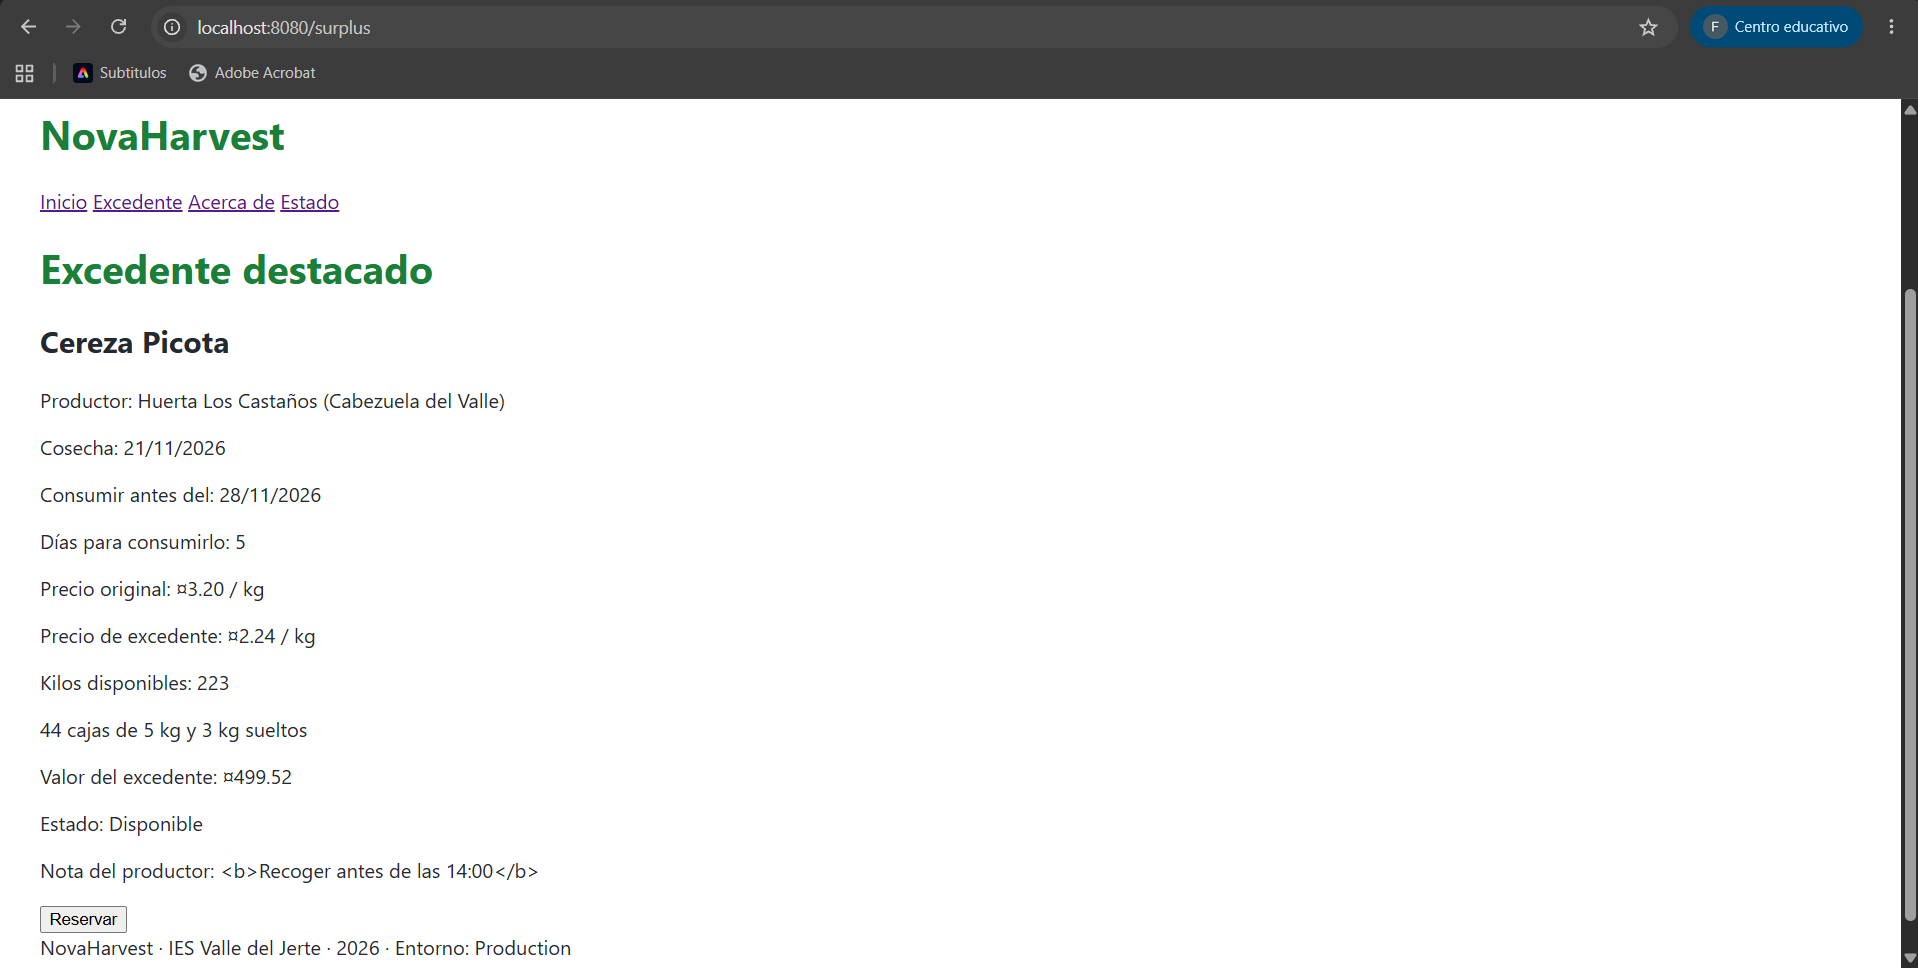 localhost:8080/surplus
F Centro educativo
Subtitulos Adobe Acrobat
NovaHarvest
Inicio Excedente Acerca de Estado
Excedente destacado
Cereza Picota
Productor: Huerta Los Castaños (Cabezuela del Valle)
Cosecha: 21/11/2026
Consumir antes del: 28/11/2026
Días para consumirlo: 5
Precio original: ¤3.20 / kg
Precio de excedente: ¤2.24 / kg
Kilos disponibles: 223
44 cajas de 5 kg y 3 kg sueltos
Valor del excedente: ¤499.52
Estado: Disponible
Nota del productor: <b>Recoger antes de las 14:00</b>
Reservar
NovaHarvest · IES Valle del Jerte · 2026 · Entorno: Production